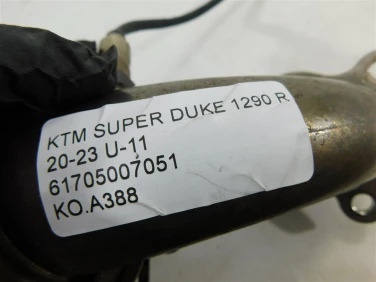 KTM SUPER DUKE 1290 R
20-23 U-11
61705007051
KO.A388